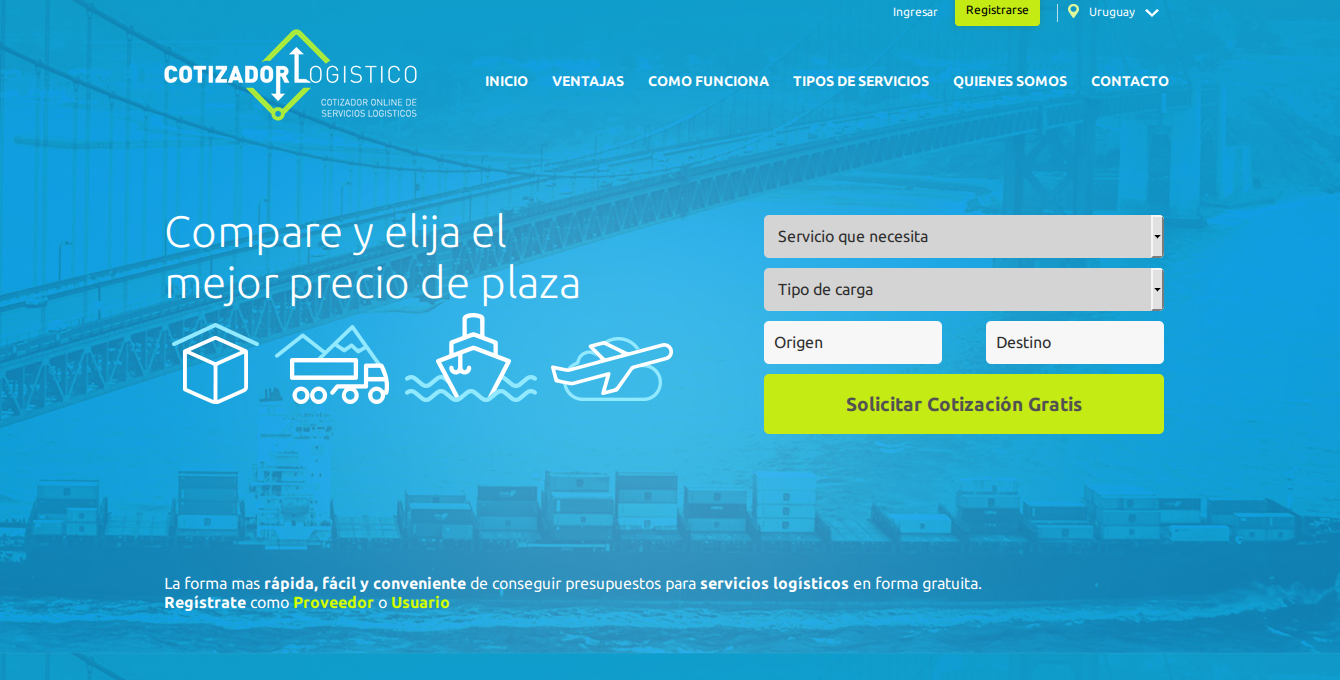 Ingresar
Registrarse
Uruguay
COTIZADOR LOGISTICO
COTIZADOR ONLINE DE
SERVICIOS LOGISTICOS
INICIO
VENTAJAS
COMO FUNCIONA
TIPOS DE SERVICIOS
QUIENES SOMOS
CONTACTO
Compare y elija el
mejor precio de plaza
Servicio que necesita
Tipo de carga
Origen
Destino
Solicitar Cotización Gratis
La forma mas rápida, fácil y conveniente de conseguir presupuestos para servicios logísticos en forma gratuita.
Regístrate como Proveedor o Usuario